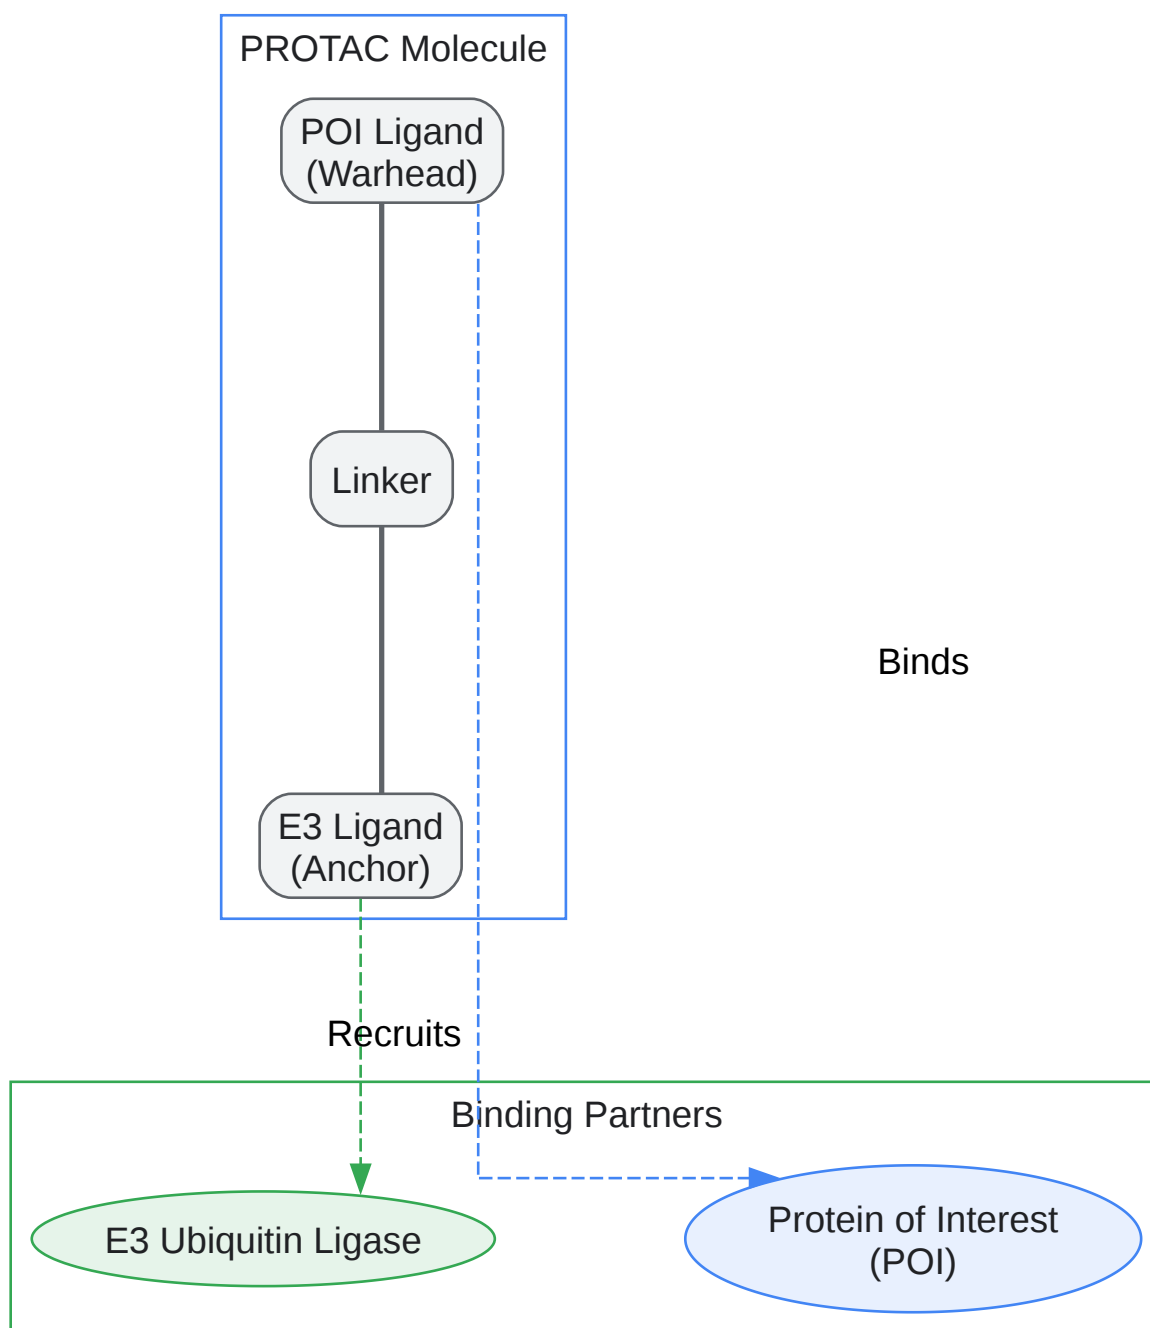 PROTAC Molecule
POI Ligand
(Warhead)
Linker
Binds
E3 Ligand
(Anchor)
Recruits
Binding Partners
E3 Ubiquitin Ligase
Protein of Interest
(POI)